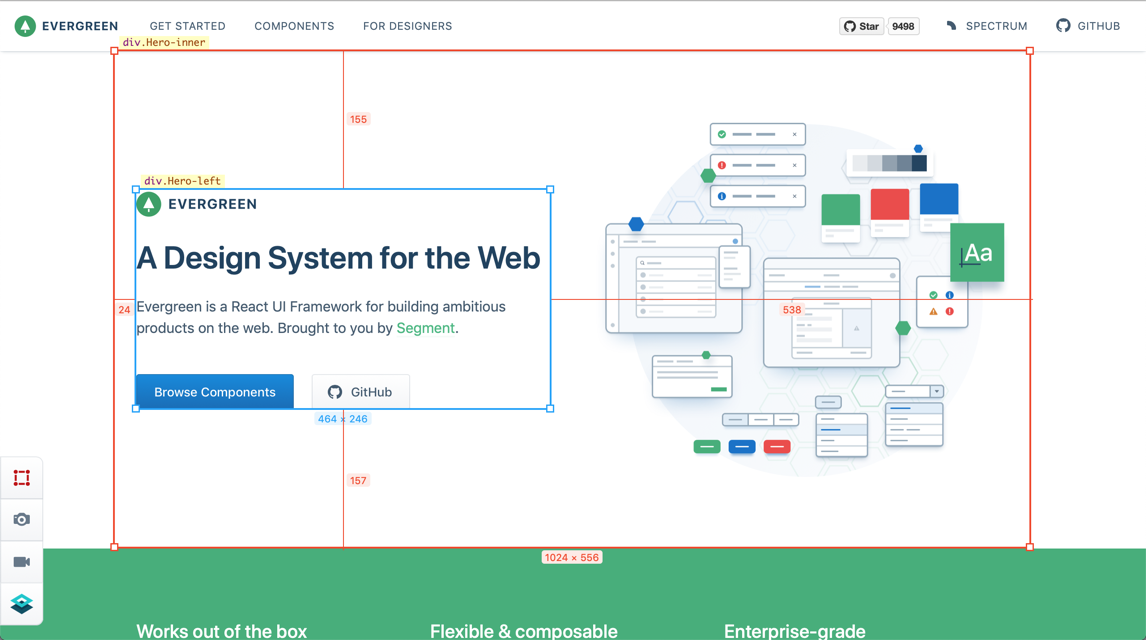 EVERGREEN
GET STARTED
COMPONENTS
FOR DESIGNERS
Star
9498
SPECTRUM
GITHUB
div.Hero-inner
155
div.Hero-left
EVERGREEN
A Design System for the Web
Aa
24
Evergreen is a React UI Framework for building ambitious
products on the web. Brought to you by Segment.
538
Browse Components
GitHub
464 × 246
157
1024 × 556
Works out of the box
Flexible & composable
Enterprise-grade